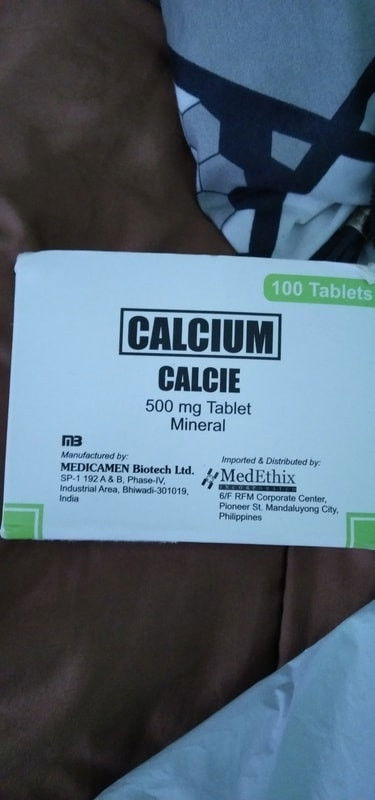 100 Tablets
CALCIUM
CALCIE
500 mg Tablet
Mineral
MB
Manufactured by:
MEDICAMEN Biotech Ltd.
SP-1 192 A & B, Phase-IV,
Industrial Area, Bhiwadi-301019,
India
Imported & Distributed by:
MedEthix
INCORPORATED
6/F RFM Corporate Center,
Pioneer St. Mandaluyong City,
Philippines